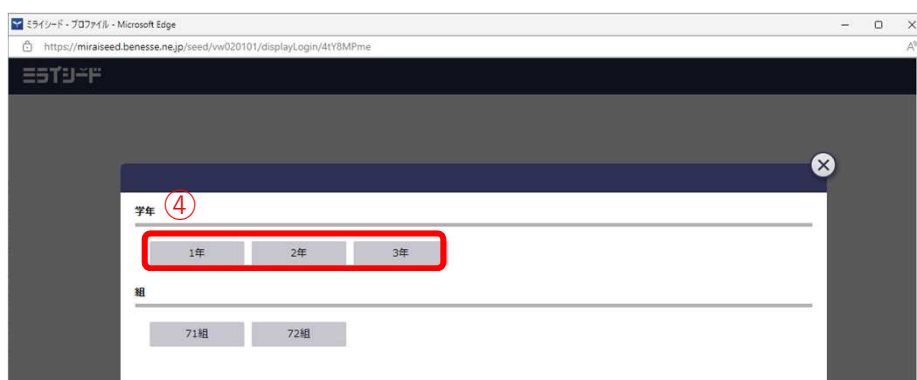 ミライシード - プロファイル - Microsoft Edge
https://miraiseed.benesse.ne.jp/seed/vw020101/displayLogin/4tY8MPme
ミライシード
学年 ④
1年 2年 3年
組
71組 72組